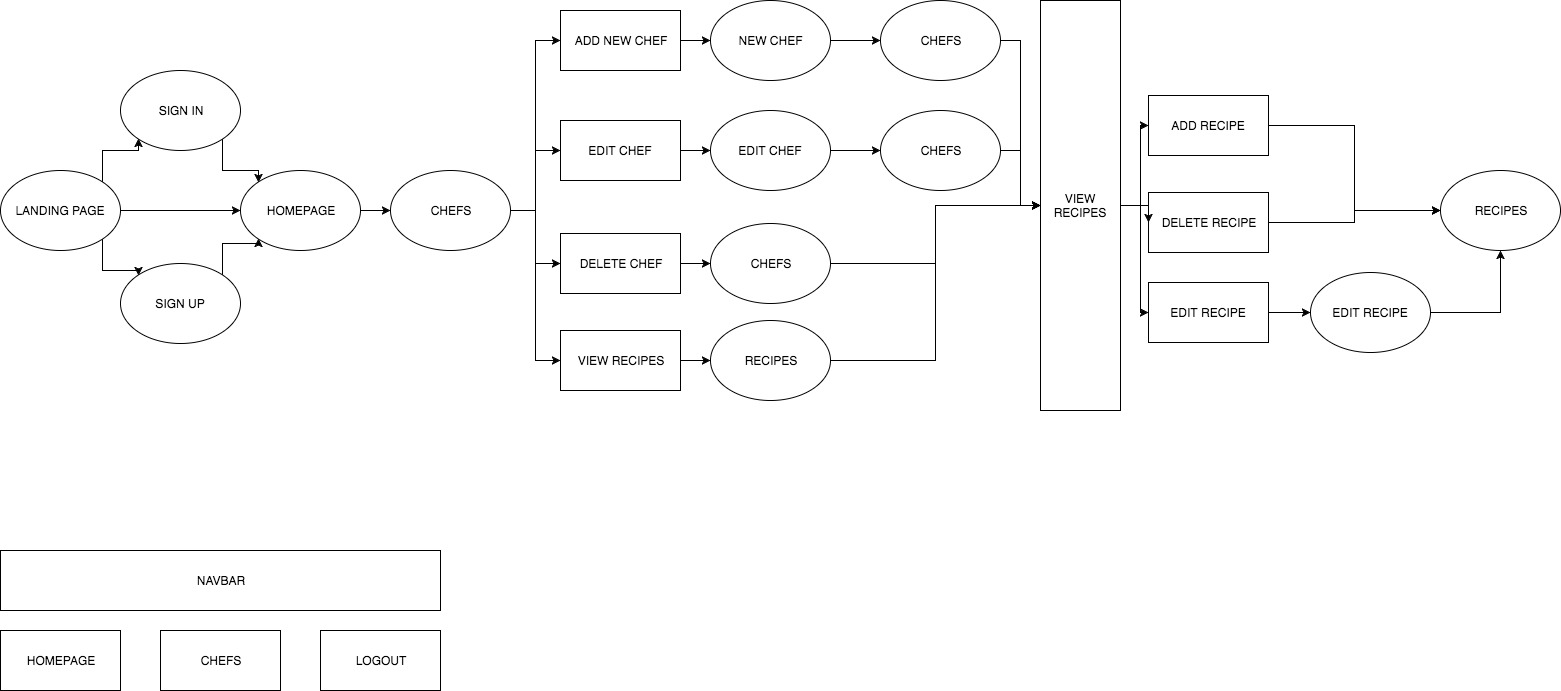 ADD NEW CHEF
NEW CHEF
CHEFS
SIGN IN
EDIT CHEF
EDIT CHEF
CHEFS
ADD RECIPE
LANDING PAGE
HOMEPAGE
CHEFS
VIEW
RECIPES
DELETE RECIPE
RECIPES
SIGN UP
DELETE CHEF
CHEFS
EDIT RECIPE
EDIT RECIPE
VIEW RECIPES
RECIPES
NAVBAR
HOMEPAGE
CHEFS
LOGOUT